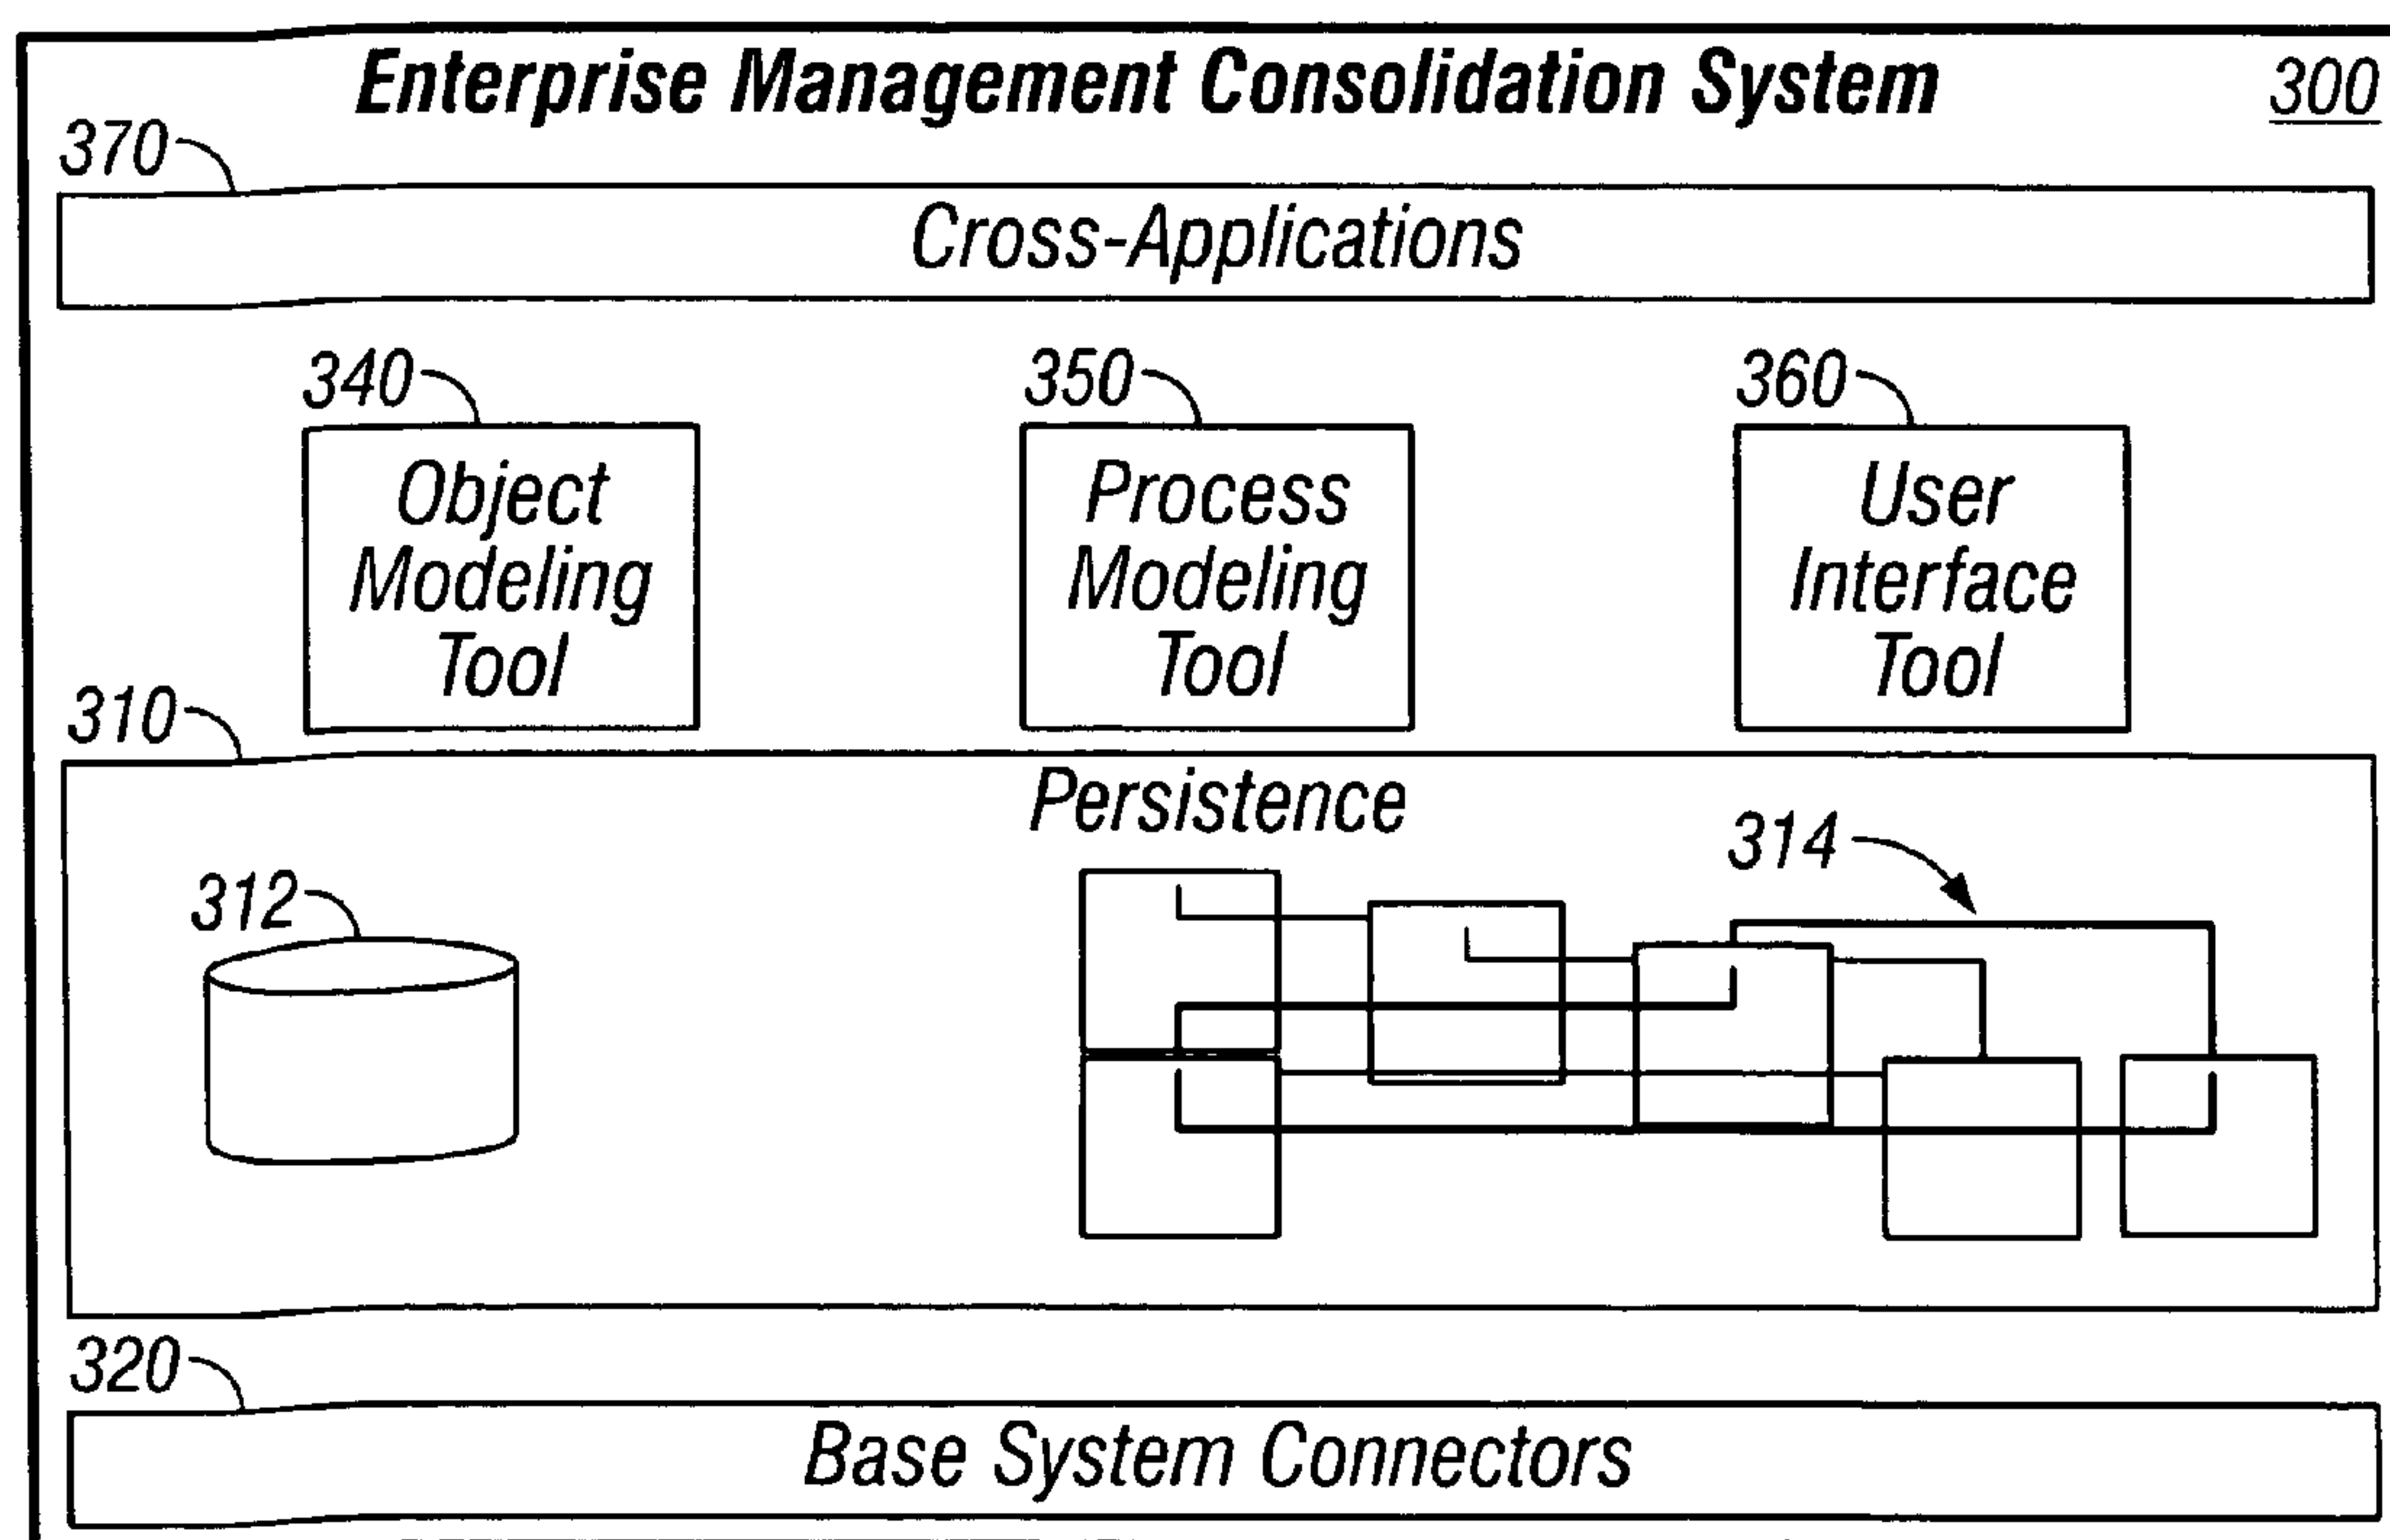 Enterprise Management Consolidation System 300
370
Cross-Applications
340 350 360
Object
Modeling
Tool
Process
Modeling
Tool
User
Interface
Tool
310
Persistence
314
312
320
Base System Connectors